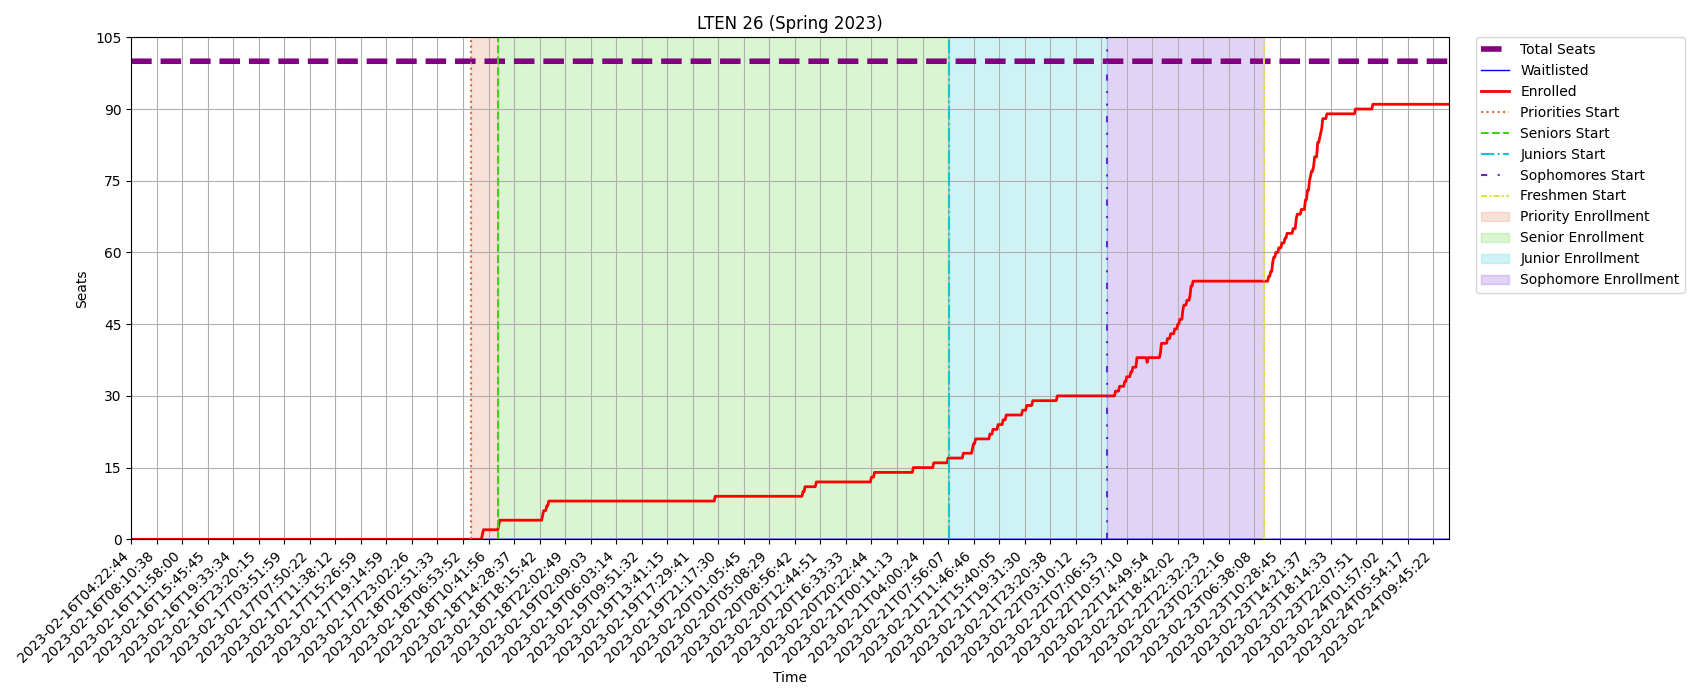 LTEN 26 (Spring 2023)
105
90
75
60
45
30
15
0
Seats
2023-02-16T04:22:44
2023-02-16T08:10:38
2023-02-16T11:58:00
2023-02-16T15:45:45
2023-02-16T19:33:34
2023-02-16T23:20:15
2023-02-17T03:51:59
2023-02-17T07:50:22
2023-02-17T11:38:12
2023-02-17T15:26:59
2023-02-17T19:14:59
2023-02-17T23:02:26
2023-02-18T02:51:33
2023-02-18T06:53:52
2023-02-18T10:41:56
2023-02-18T14:28:37
2023-02-18T18:15:42
2023-02-18T22:02:49
2023-02-19T02:09:03
2023-02-19T06:03:14
2023-02-19T09:51:32
2023-02-19T13:41:15
2023-02-19T17:29:41
2023-02-19T21:17:30
2023-02-20T01:05:45
2023-02-20T05:08:29
2023-02-20T08:56:42
2023-02-20T12:44:51
2023-02-20T16:33:33
2023-02-20T20:22:44
2023-02-21T00:11:13
2023-02-21T04:00:24
2023-02-21T07:56:07
2023-02-21T11:46:46
2023-02-21T15:40:05
2023-02-21T19:31:30
2023-02-21T23:20:38
2023-02-22T03:10:12
2023-02-22T07:06:53
2023-02-22T10:57:10
2023-02-22T14:49:54
2023-02-22T18:42:02
2023-02-22T22:32:23
2023-02-23T02:22:16
2023-02-23T06:38:08
2023-02-23T10:28:45
2023-02-23T14:21:37
2023-02-23T18:14:33
2023-02-23T22:07:51
2023-02-24T01:57:02
2023-02-24T05:54:17
2023-02-24T09:45:22
Time
Total Seats
Waitlisted
Enrolled
Priorities Start
Seniors Start
Juniors Start
Sophomores Start
Freshmen Start
Priority Enrollment
Senior Enrollment
Junior Enrollment
Sophomore Enrollment